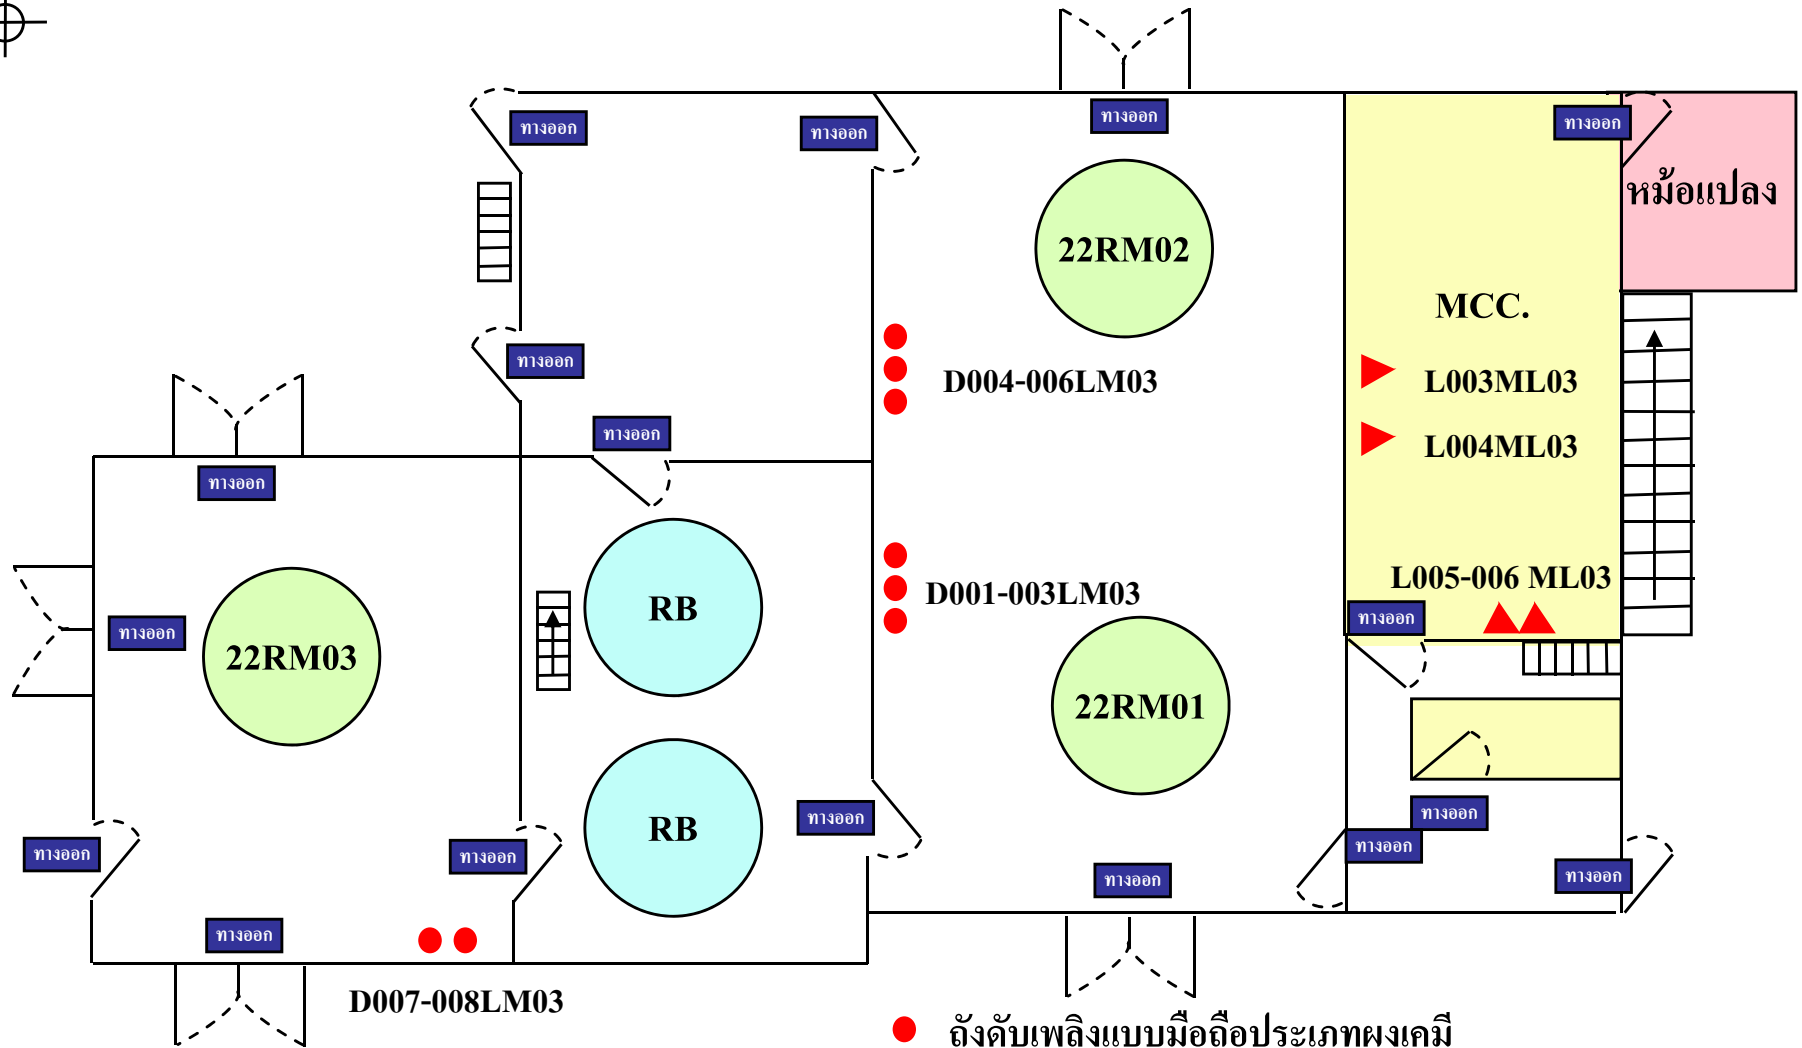 ทางออก
ทางออก
ทางออก
ทางออก
หม้อแปลง
22RM02
MCC.
ทางออก
D004-006LM03
L003ML03
ทางออก
L004ML03
ทางออก
L005-006 ML03
D001-003LM03
RB
ทางออก
ทางออก
22RM03
22RM01
ทางออก
ทางออก
RB
ทางออก
ทางออก
ทางออก
ทางออก
ทางออก
ทางออก
ทางออก
D007-008LM03
ถังดับเพลิงแบบมือถือประเภทผงเคมี